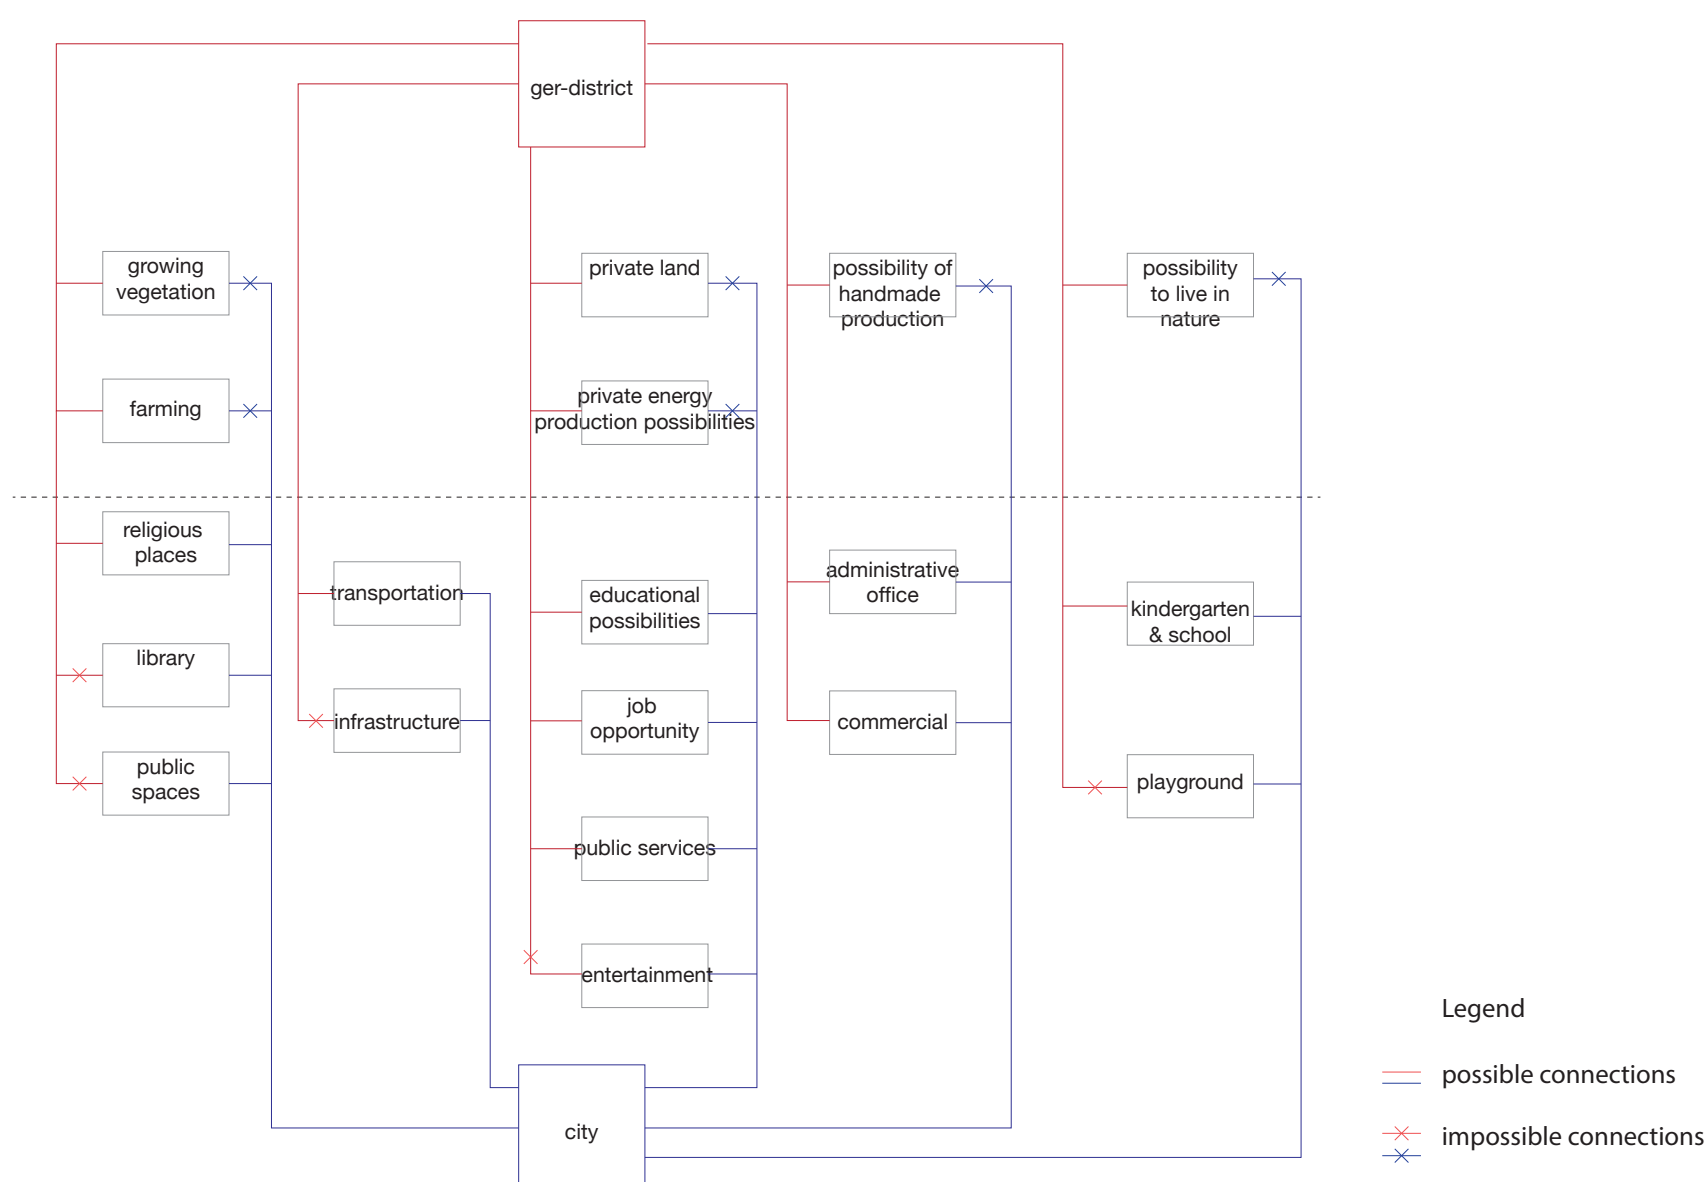 ger-district
growing
vegetation
private land
possibility of
handmade
production
possibility
to live in
nature
farming
private energy
production possibilities
religious
places
transportation
educational
possibilities
administrative
office
kindergarten
& school
library
infrastructure
job
opportunity
commercial
public
spaces
playground
public services
entertainment
city
Legend
possible connections
impossible connections